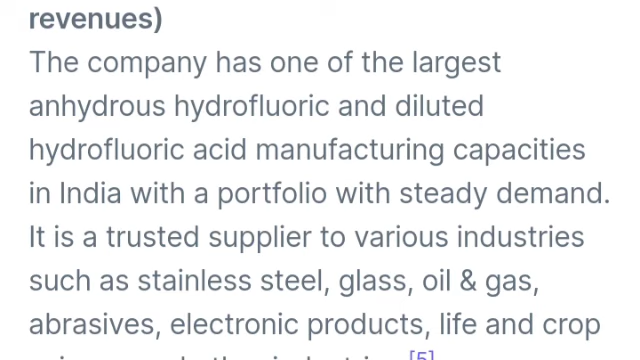 revenues)
The company has one of the largest
anhydrous hydrofluoric and diluted
hydrofluoric acid manufacturing capacities
in India with a portfolio with steady demand.
It is a trusted supplier to various industries
such as stainless steel, glass, oil & gas,
abrasives, electronic products, life and crop
[5]